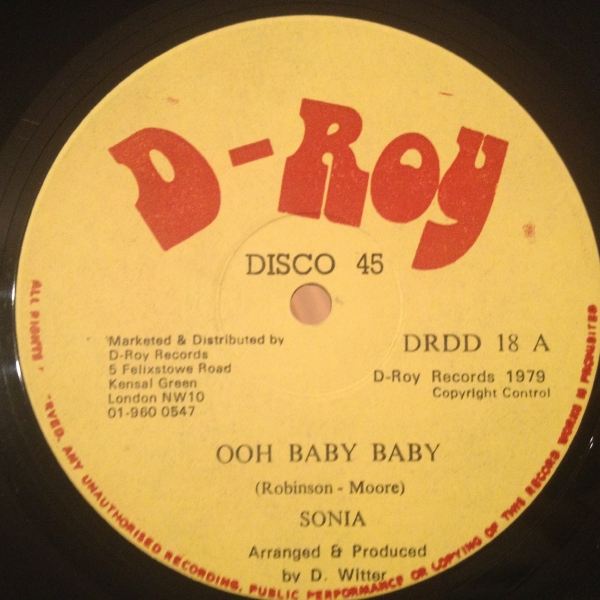 D-Roy
DISCO 45
Marketed & Distributed by
D-Roy Records
5 Felixstowe Road
Kensal Green
London NW10
01-960 0547
DRDD 18 A
D-Roy Records 1979
Copyright Control
OOH BABY BABY
(Robinson - Moore)
SONIA
Arranged & Produced
by D. Witter
ALL RIGHTS RVED. ANY UNAUTHORISED RECORDING, PUBLIC PERFORMANCE OR COPYING OF THIS RECORD WORKS IS PROHIBITED